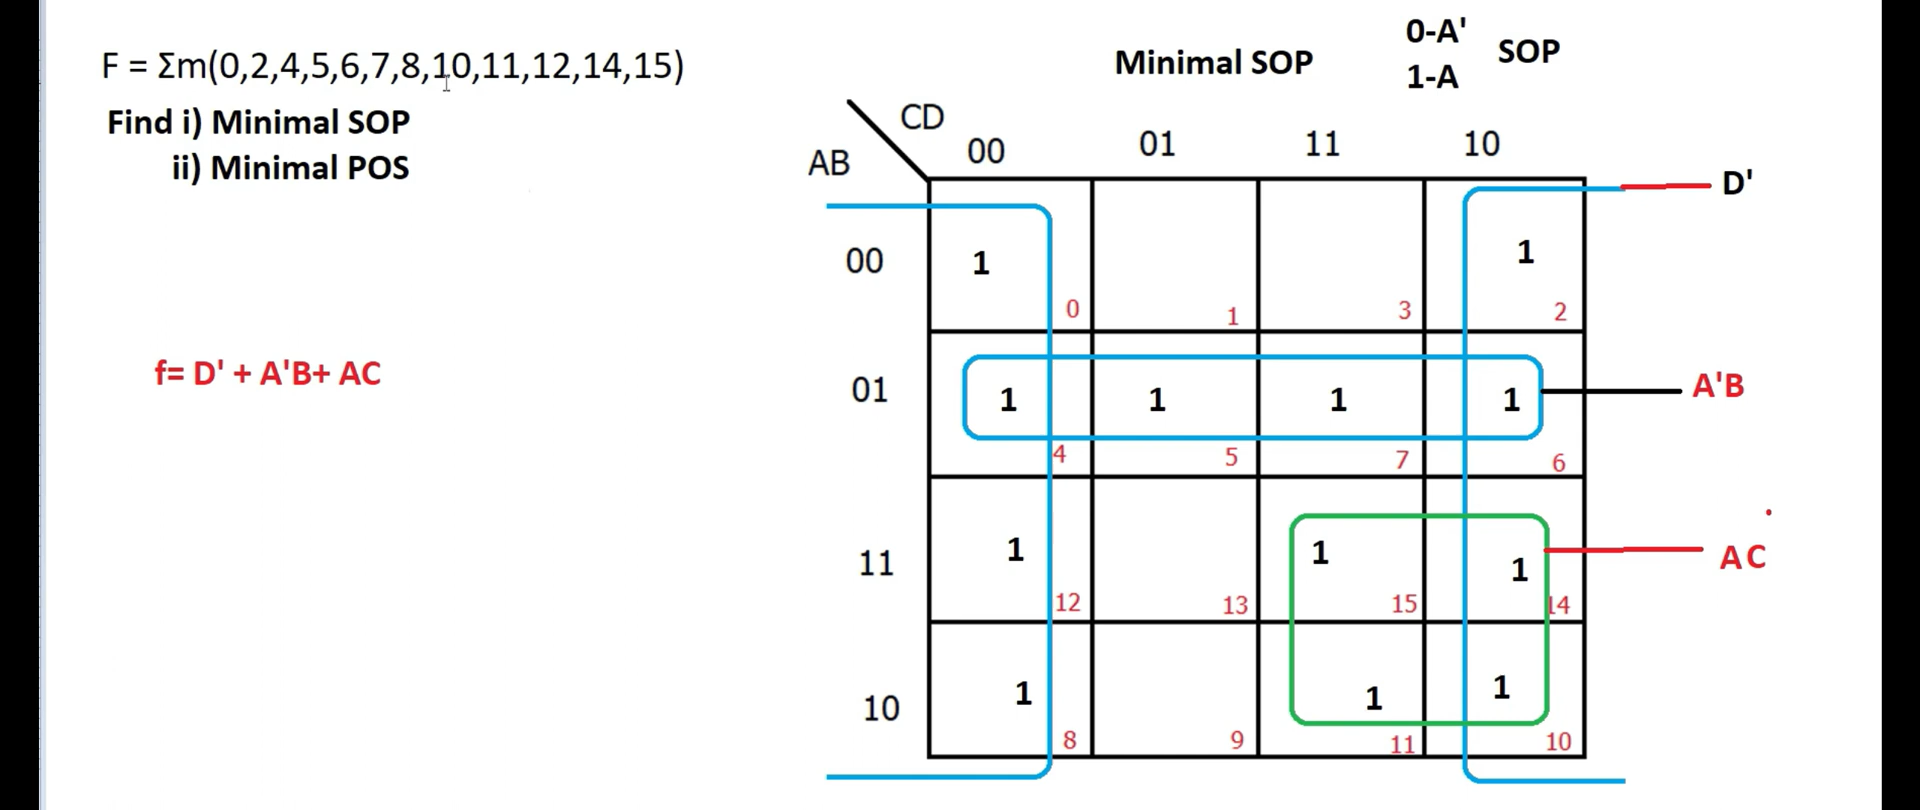 F = Σm(0,2,4,5,6,7,8,10,11,12,14,15)
Find i) Minimal SOP
ii) Minimal POS
f= D' + A'B+ AC
Minimal SOP
0-A'
1-A
SOP
CD
AB
00 01 11 10
D'
00 1 1
0 1 3 2
01 1 1 1 1 A'B
4 5 7 6
11 1 1 1 AC
12 13 15 14
10 1 1 1
8 9 11 10